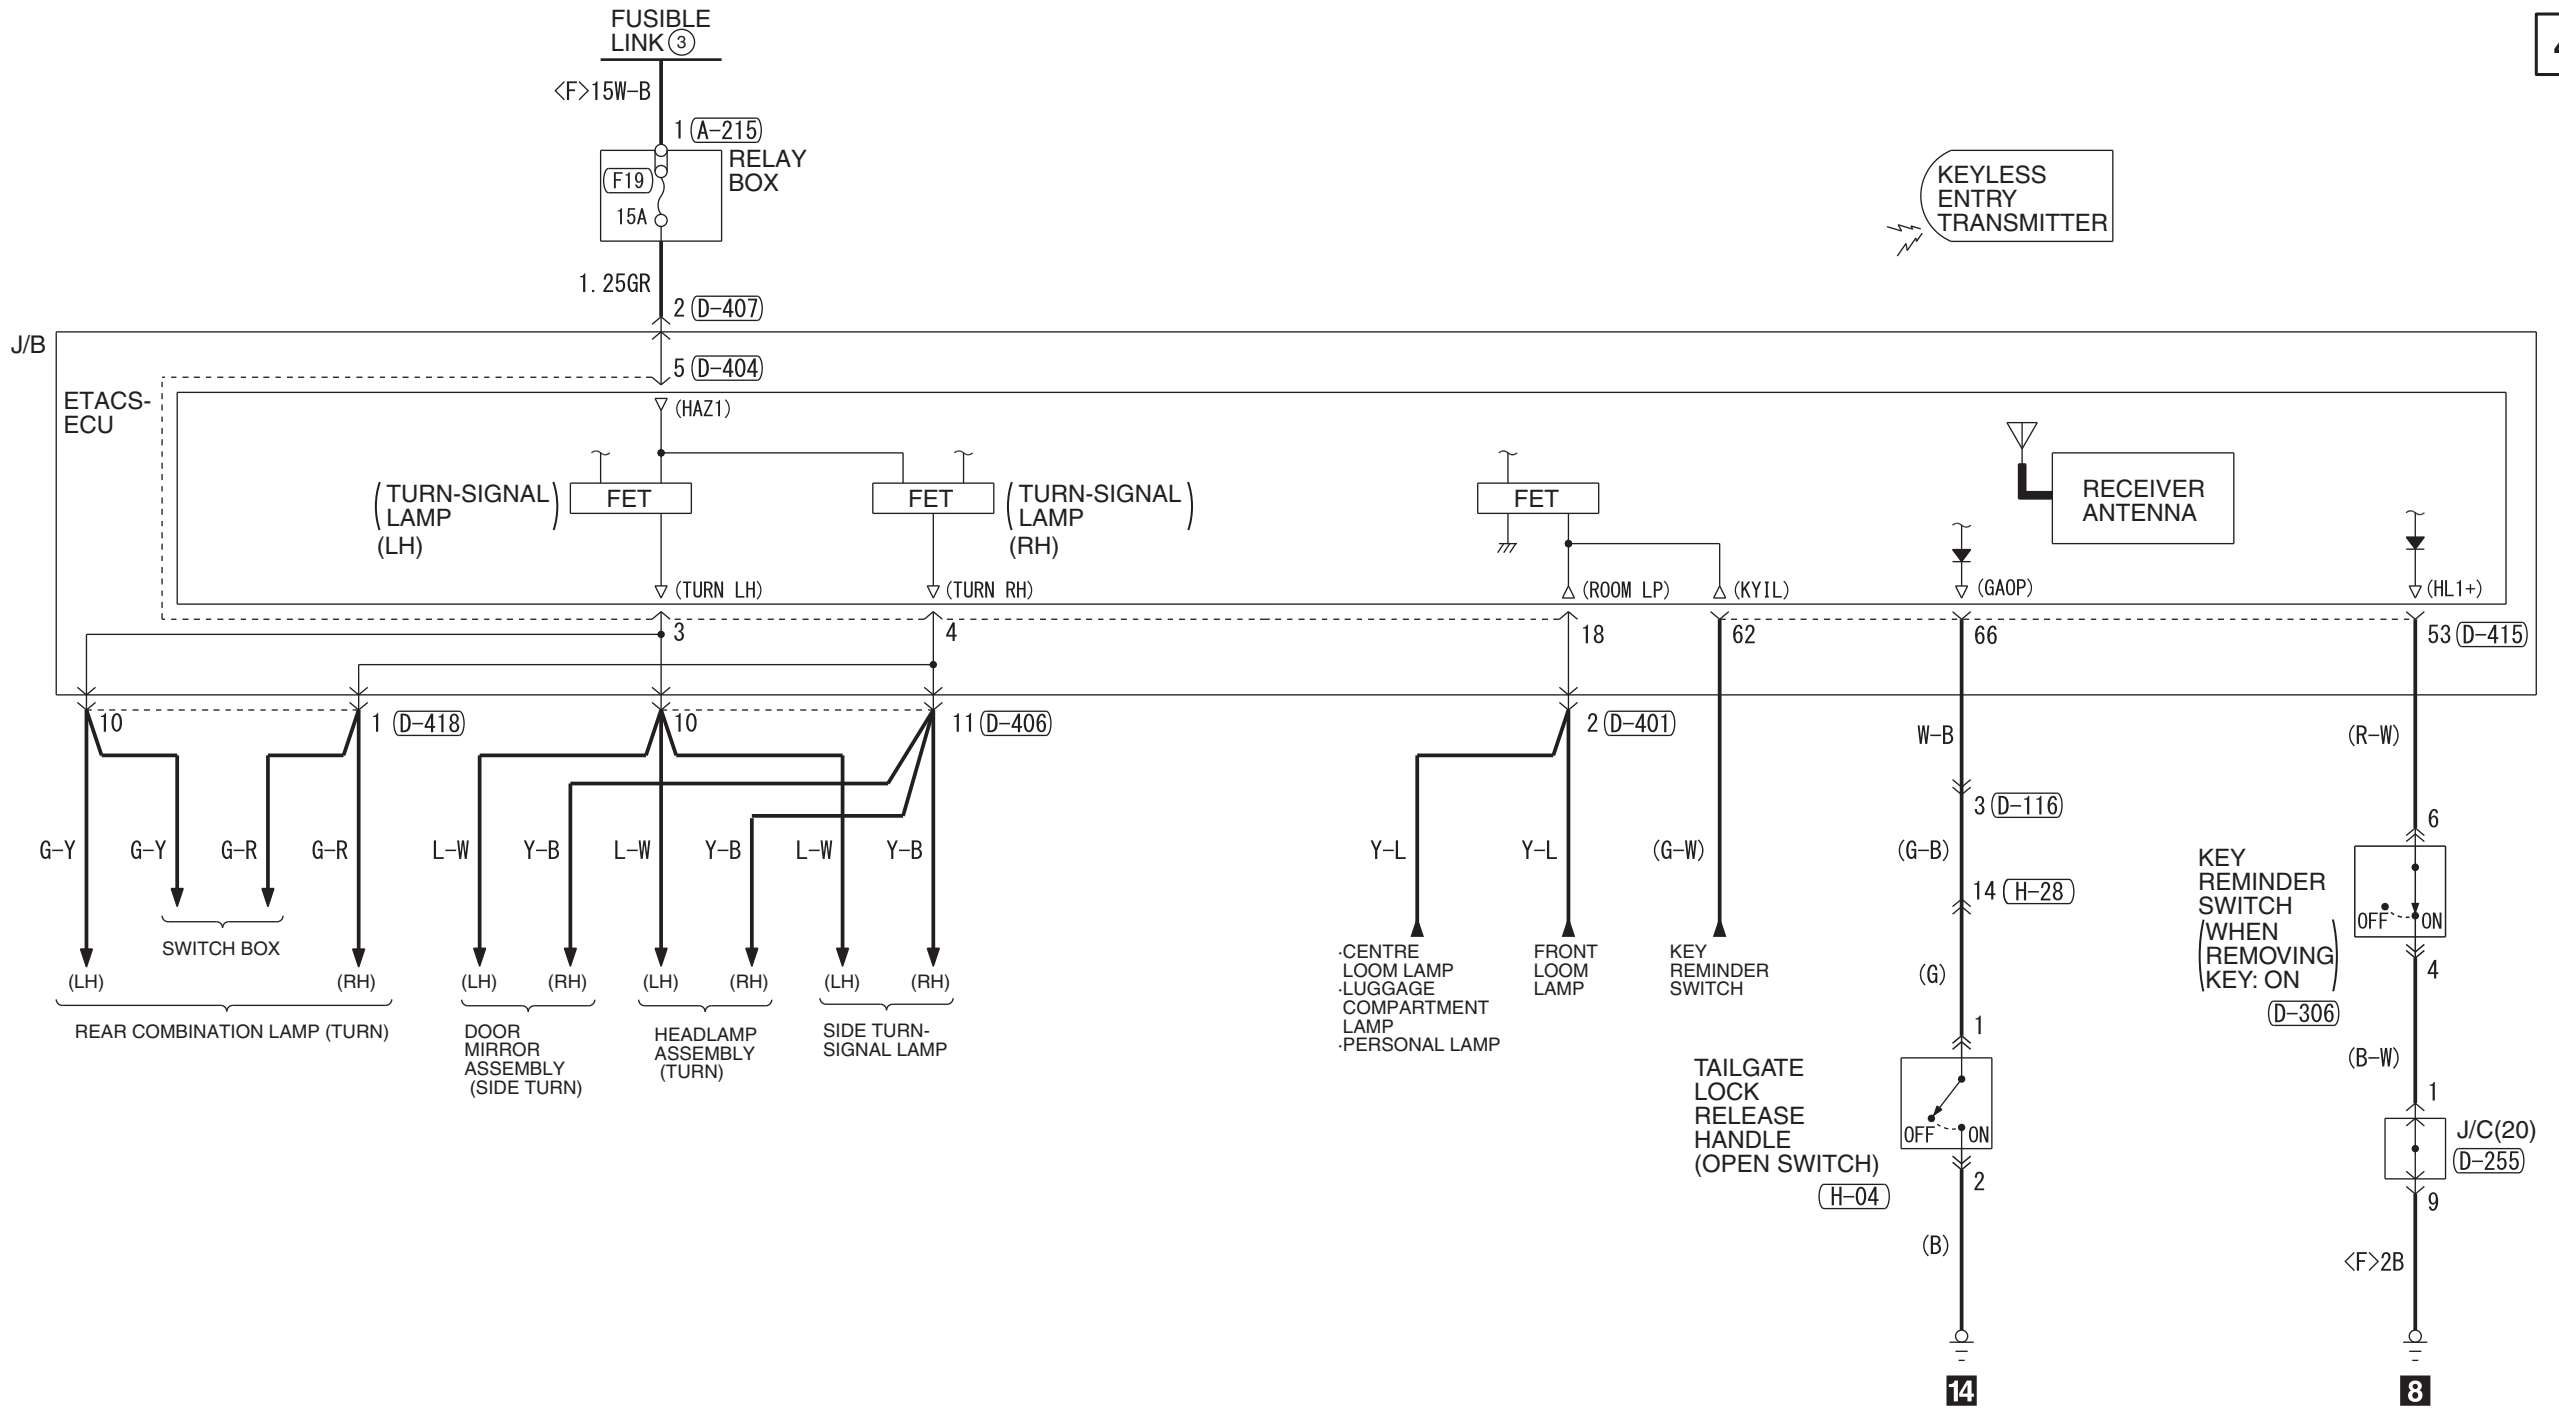 FUSIBLE
LINK 3
<F>15W-B
1 A-215
RELAY
BOX
F19
15A
1.25GR
2 D-407
KEYLESS
ENTRY
TRANSMITTER
J/B
5 D-404
ETACS-
ECU
(HAZ1)
(TURN-SIGNAL
LAMP)
(LH)
FET
FET
(TURN-SIGNAL
LAMP)
(RH)
FET
RECEIVER
ANTENNA
(TURN LH)
(TURN RH)
(ROOM LP)
(KYIL)
(GAOP)
(HL1+)
3
4
18
62
66
53 D-415
10
1 D-418
10
11 D-406
2 D-401
W-B
(R-W)
3 D-116
6
G-Y
G-Y
G-R
G-R
L-W
Y-B
L-W
Y-B
L-W
Y-B
Y-L
Y-L
(G-W)
(G-B)
14 H-28
KEY
REMINDER
SWITCH
(WHEN
REMOVING
KEY: ON)
D-306
OFF
ON
4
SWITCH BOX
(LH)
(RH)
(LH)
(RH)
(LH)
(RH)
(LH)
(RH)
REAR COMBINATION LAMP (TURN)
DOOR
MIRROR
ASSEMBLY
(SIDE TURN)
HEADLAMP
ASSEMBLY
(TURN)
SIDE TURN-
SIGNAL LAMP
·CENTRE
LOOM LAMP
·LUGGAGE
COMPARTMENT
LAMP
·PERSONAL LAMP
FRONT
LOOM
LAMP
KEY
REMINDER
SWITCH
(G)
1
TAILGATE
LOCK
RELEASE
HANDLE
(OPEN SWITCH)
H-04
OFF
ON
2
(B)
(B-W)
1
J/C(20)
D-255
9
<F>2B
14
8